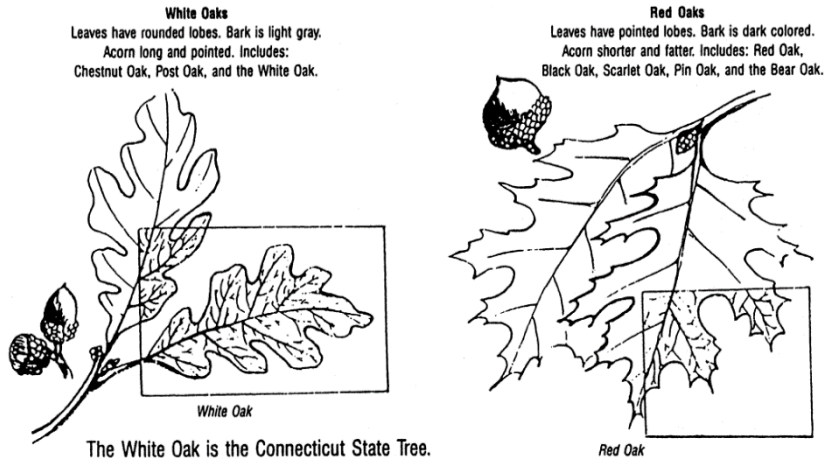 White Oaks
Leaves have rounded lobes. Bark is light gray.
Acorn long and pointed. Includes:
Chestnut Oak, Post Oak, and the White Oak.
Red Oaks
Leaves have pointed lobes. Bark is dark colored.
Acorn shorter and fatter. Includes: Red Oak,
Black Oak, Scarlet Oak, Pin Oak, and the Bear Oak.
White Oak
The White Oak is the Connecticut State Tree.
Red Oak